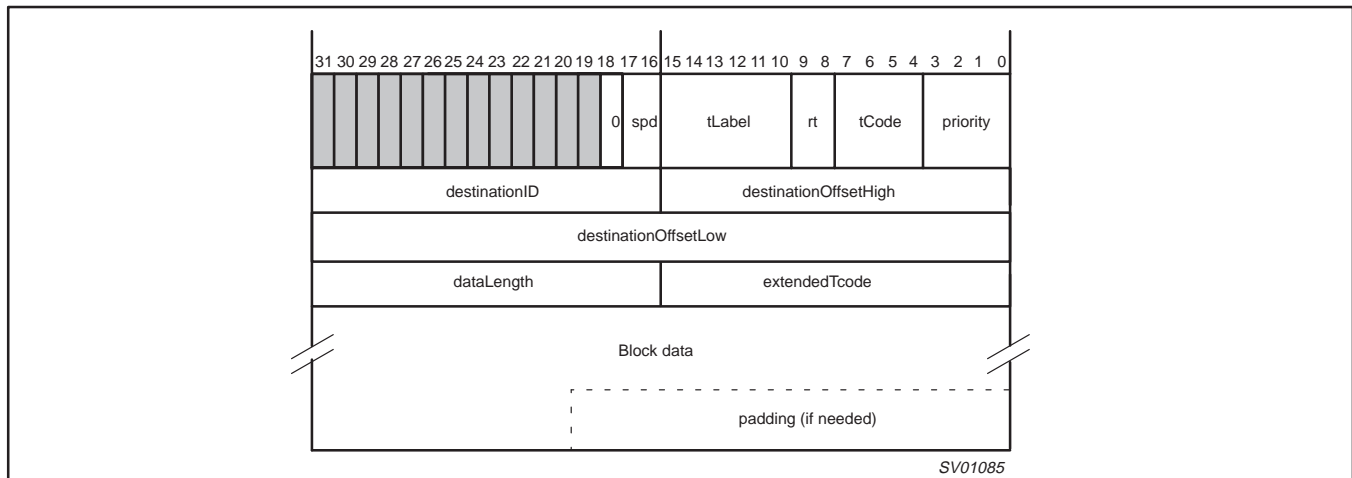 31 30 29 28 27 26 25 24 23 22 21 20 19 18 17 16 15 14 13 12 11 10 9 8 7 6 5 4 3 2 1 0
0 spd tLabel rt tCode priority
destinationID destinationOffsetHigh
destinationOffsetLow
dataLength extendedTcode
Block data
padding (if needed)
SV01085